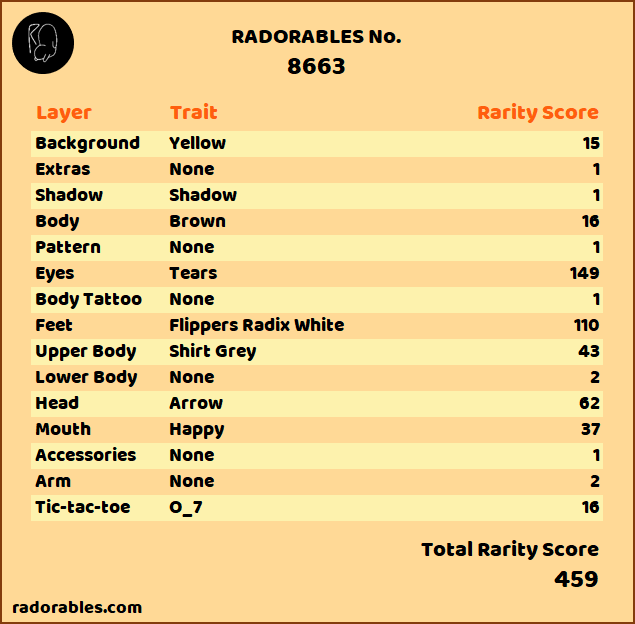 RADORABLES No.
8663
Layer Trait Rarity Score
Background Yellow 15
Extras None 1
Shadow Shadow 1
Body Brown 16
Pattern None 1
Eyes Tears 149
Body Tattoo None 1
Feet Flippers Radix White 110
Upper Body Shirt Grey 43
Lower Body None 2
Head Arrow 62
Mouth Happy 37
Accessories None 1
Arm None 2
Tic-tac-toe O_7 16
Total Rarity Score
459
radorables.com